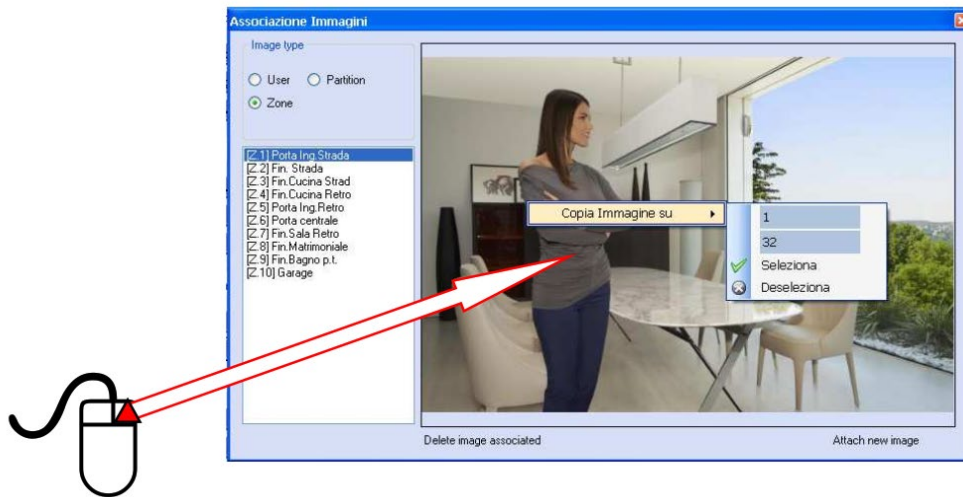 Associazione Immagini
Image type
User
Partition
Zone
[Z.1] Porta Ing.Strada
[Z.2] Fin. Strada
[Z.3] Fin.Cucina Strad
[Z.4] Fin.Cucina Retro
[Z.5] Porta Ing.Retro
[Z.6] Porta centrale
[Z.7] Fin.Sala Retro
[Z.8] Fin.Matrimoniale
[Z.9] Fin.Bagno p.t.
[Z.10] Garage
Copia Immagine su
1
32
Seleziona
Deseleziona
Delete image associated
Attach new image